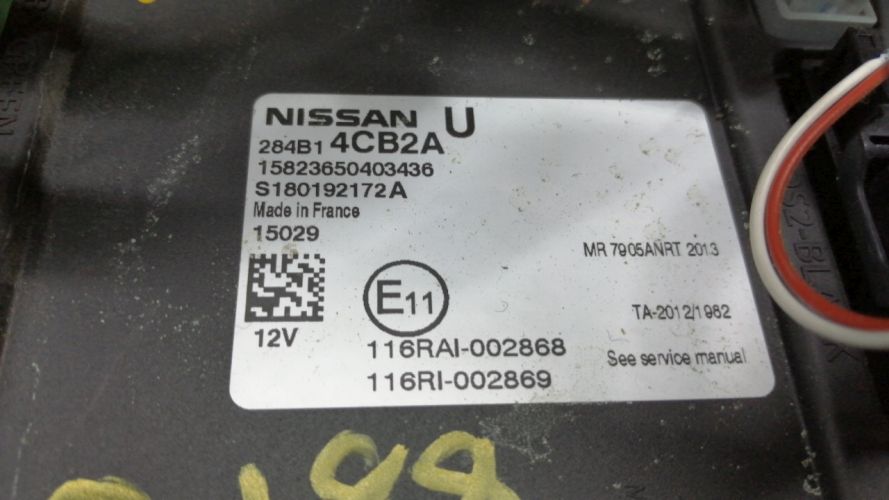 NISSAN U
284B1 4CB2A
15823650403436
S180192172A
Made in France
15029
MR 7905ANRT 2013
E11
TA-2012/1982
12V
116RAI-002868
See service manual
116RI-002869